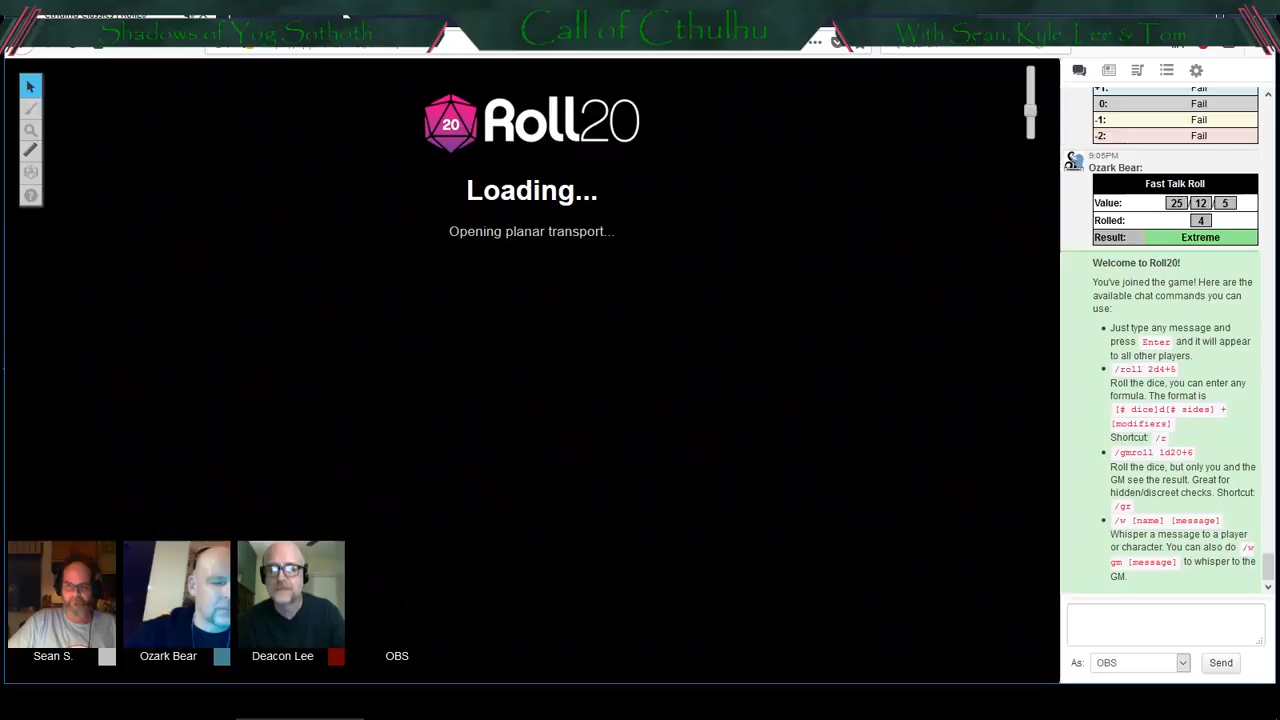 Shadows of Yog Sothoth
Call of Cthulhu
With Sean, Kyle, Lee & Tom
20
Roll20
Loading...
Opening planar transport...
+1: Fail
0: Fail
-1: Fail
-2: Fail
9:05PM
Ozark Bear:
Fast Talk Roll
Value: 25 12 5
Rolled: 4
Result: Extreme
Welcome to Roll20!
You've joined the game! Here are the
available chat commands you can
use:
Just type any message and
press Enter and it will appear
to all other players.
/roll 2d4+5
Roll the dice, you can enter any
formula. The format is
[# dice]d[# sides] +
[modifiers]
Shortcut: /r
/gmroll 1d20+6
Roll the dice, but only you and the
GM see the result. Great for
hidden/discreet checks. Shortcut:
/gr
/w [name] [message]
Whisper a message to a player
or character. You can also do /w
gm [message] to whisper to the
GM.
Sean S.
Ozark Bear
Deacon Lee
OBS
As: OBS
Send